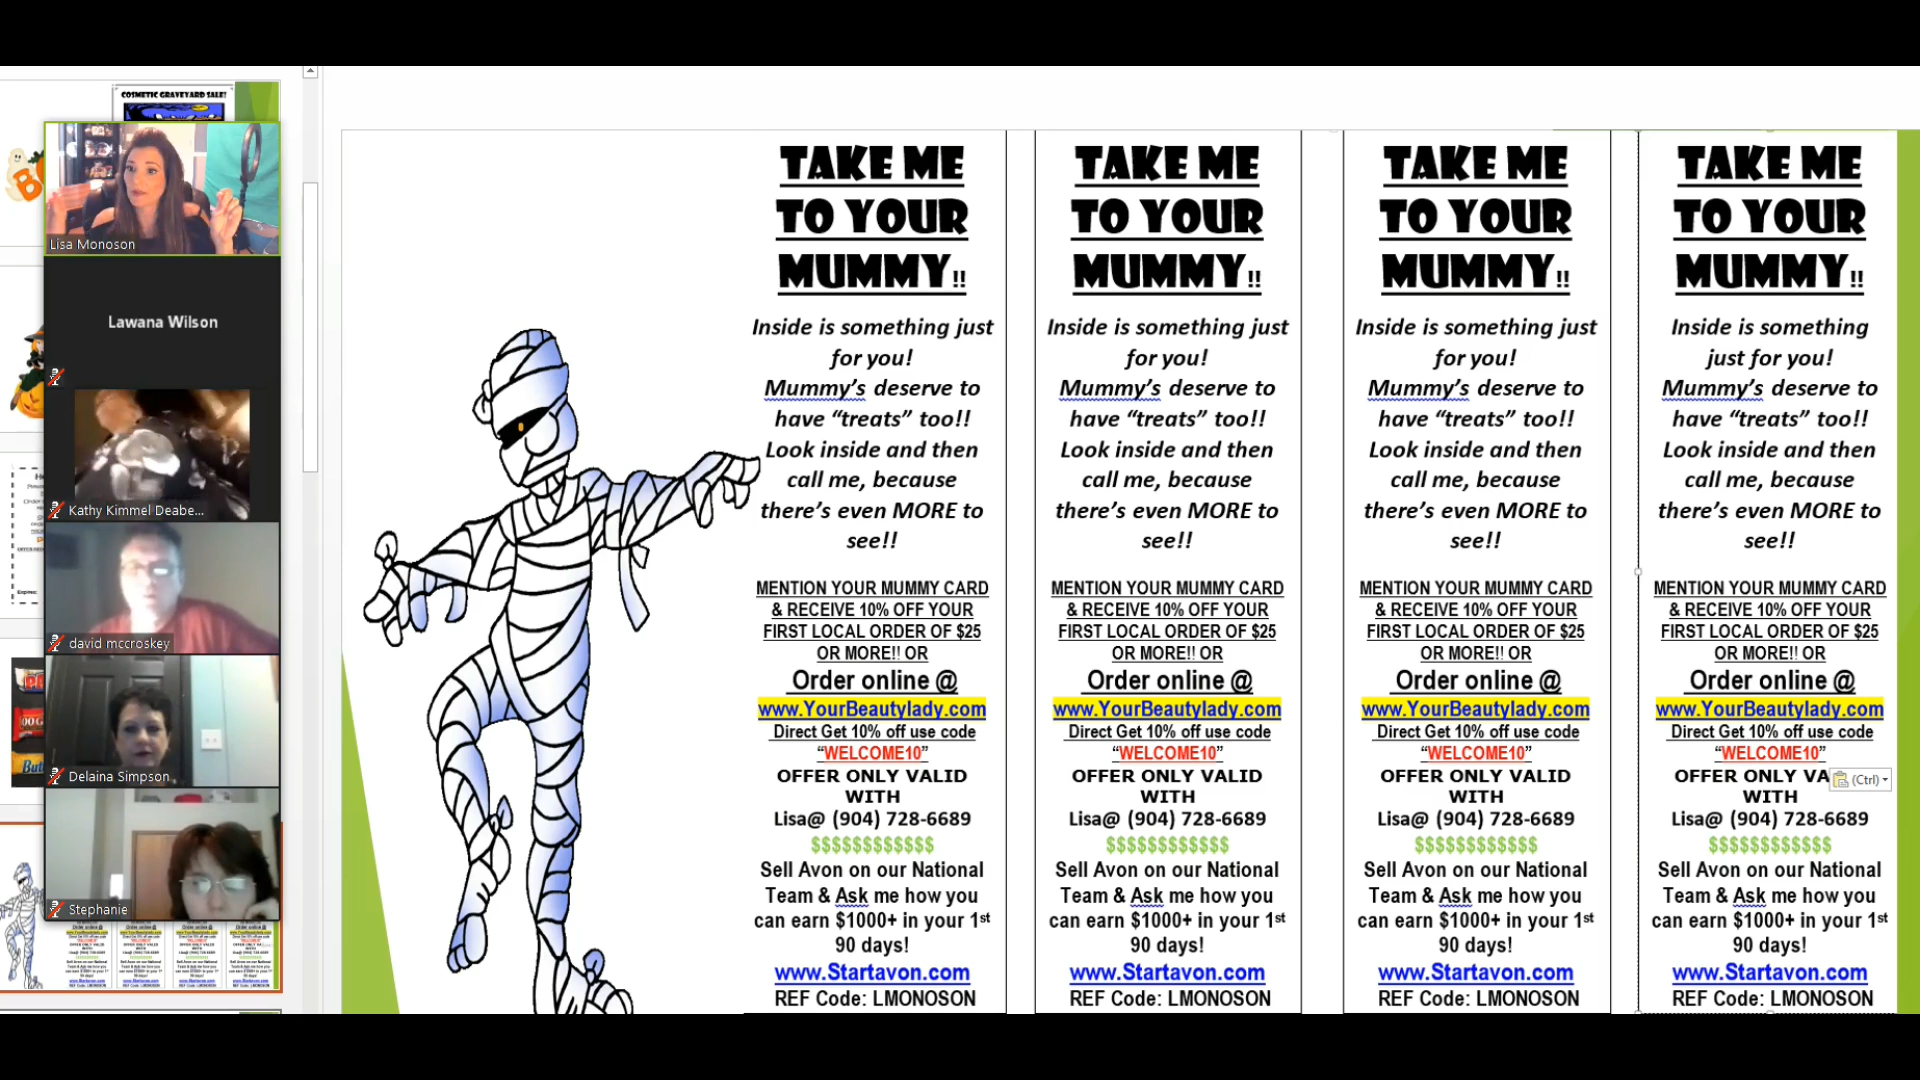 COSMETIC GRAVEYARD SALE!
Lisa Monoson
Lawana Wilson
Kathy Kimmel Deabe...
david mccroskey
Delaina Simpson
Stephanie
TAKE ME
TO YOUR
MUMMY!!
Inside is something just
for you!
Mummy’s deserve to
have “treats” too!!
Look inside and then
call me, because
there’s even MORE to
see!!
MENTION YOUR MUMMY CARD
& RECEIVE 10% OFF YOUR
FIRST LOCAL ORDER OF $25
OR MORE!! OR
Order online @
www.YourBeautylady.com
Direct Get 10% off use code
“WELCOME10”
OFFER ONLY VALID
WITH
Lisa@ (904) 728-6689
$$$$$$$$$$$$
Sell Avon on our National
Team & Ask me how you
can earn $1000+ in your 1st
90 days!
www.Startavon.com
REF Code: LMONOSON
TAKE ME
TO YOUR
MUMMY!!
Inside is something just
for you!
Mummy’s deserve to
have “treats” too!!
Look inside and then
call me, because
there’s even MORE to
see!!
MENTION YOUR MUMMY CARD
& RECEIVE 10% OFF YOUR
FIRST LOCAL ORDER OF $25
OR MORE!! OR
Order online @
www.YourBeautylady.com
Direct Get 10% off use code
“WELCOME10”
OFFER ONLY VALID
WITH
Lisa@ (904) 728-6689
$$$$$$$$$$$$
Sell Avon on our National
Team & Ask me how you
can earn $1000+ in your 1st
90 days!
www.Startavon.com
REF Code: LMONOSON
TAKE ME
TO YOUR
MUMMY!!
Inside is something just
for you!
Mummy’s deserve to
have “treats” too!!
Look inside and then
call me, because
there’s even MORE to
see!!
MENTION YOUR MUMMY CARD
& RECEIVE 10% OFF YOUR
FIRST LOCAL ORDER OF $25
OR MORE!! OR
Order online @
www.YourBeautylady.com
Direct Get 10% off use code
“WELCOME10”
OFFER ONLY VALID
WITH
Lisa@ (904) 728-6689
$$$$$$$$$$$$
Sell Avon on our National
Team & Ask me how you
can earn $1000+ in your 1st
90 days!
www.Startavon.com
REF Code: LMONOSON
TAKE ME
TO YOUR
MUMMY!!
Inside is something
just for you!
Mummy’s deserve to
have “treats” too!!
Look inside and then
call me, because
there’s even MORE to
see!!
MENTION YOUR MUMMY CARD
& RECEIVE 10% OFF YOUR
FIRST LOCAL ORDER OF $25
OR MORE!! OR
Order online @
www.YourBeautylady.com
Direct Get 10% off use code
“WELCOME10”
OFFER ONLY VA
(Ctrl)
WITH
Lisa@ (904) 728-6689
$$$$$$$$$$$$
Sell Avon on our National
Team & Ask me how you
can earn $1000+ in your 1st
90 days!
www.Startavon.com
REF Code: LMONOSON